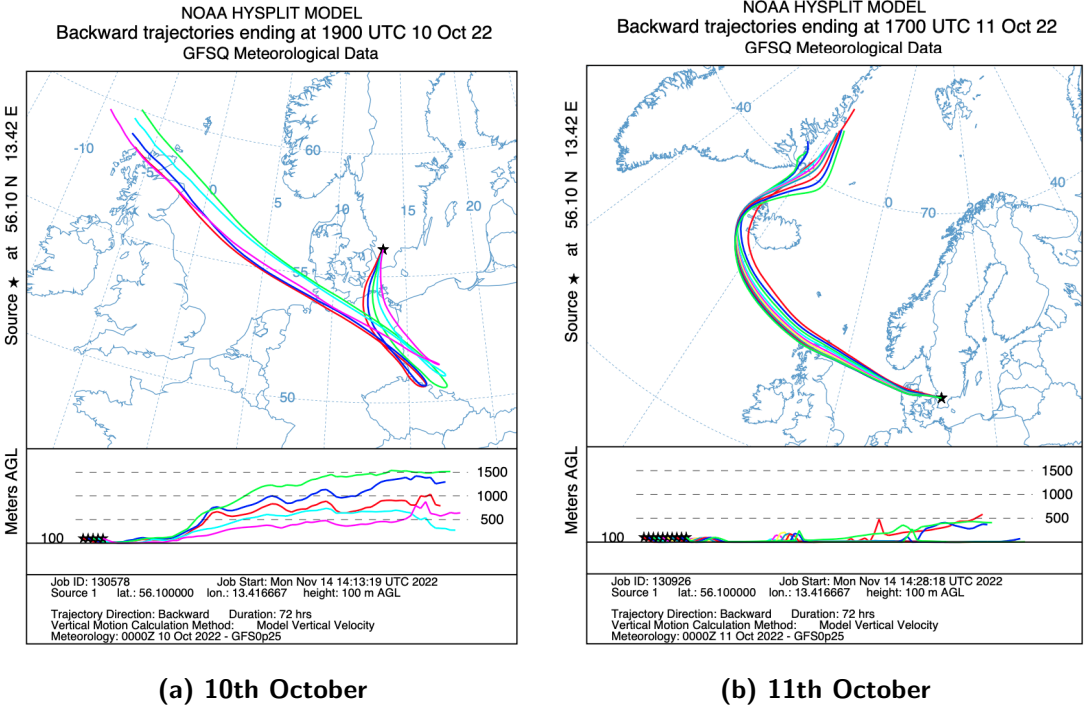 NOAA HYSPLIT MODEL
Backward trajectories ending at 1900 UTC 10 Oct 22
GFSQ Meteorological Data
Source ★ at 56.10 N 13.42 E
-10
-5
0
5
10
15
20
60
55
50
Meters AGL
1500
1000
500
100
Job ID: 130578 Job Start: Mon Nov 14 14:13:19 UTC 2022
Source 1 lat.: 56.100000 lon.: 13.416667 height: 100 m AGL
Trajectory Direction: Backward Duration: 72 hrs
Vertical Motion Calculation Method: Model Vertical Velocity
Meteorology: 0000Z 10 Oct 2022 - GFS0p25
(a) 10th October
NOAA HYSPLIT MODEL
Backward trajectories ending at 1700 UTC 11 Oct 22
GFSQ Meteorological Data
Source ★ at 56.10 N 13.42 E
-40
0
70
40
Meters AGL
1500
1000
500
100
Job ID: 130926 Job Start: Mon Nov 14 14:28:18 UTC 2022
Source 1 lat.: 56.100000 lon.: 13.416667 height: 100 m AGL
Trajectory Direction: Backward Duration: 72 hrs
Vertical Motion Calculation Method: Model Vertical Velocity
Meteorology: 0000Z 11 Oct 2022 - GFS0p25
(b) 11th October